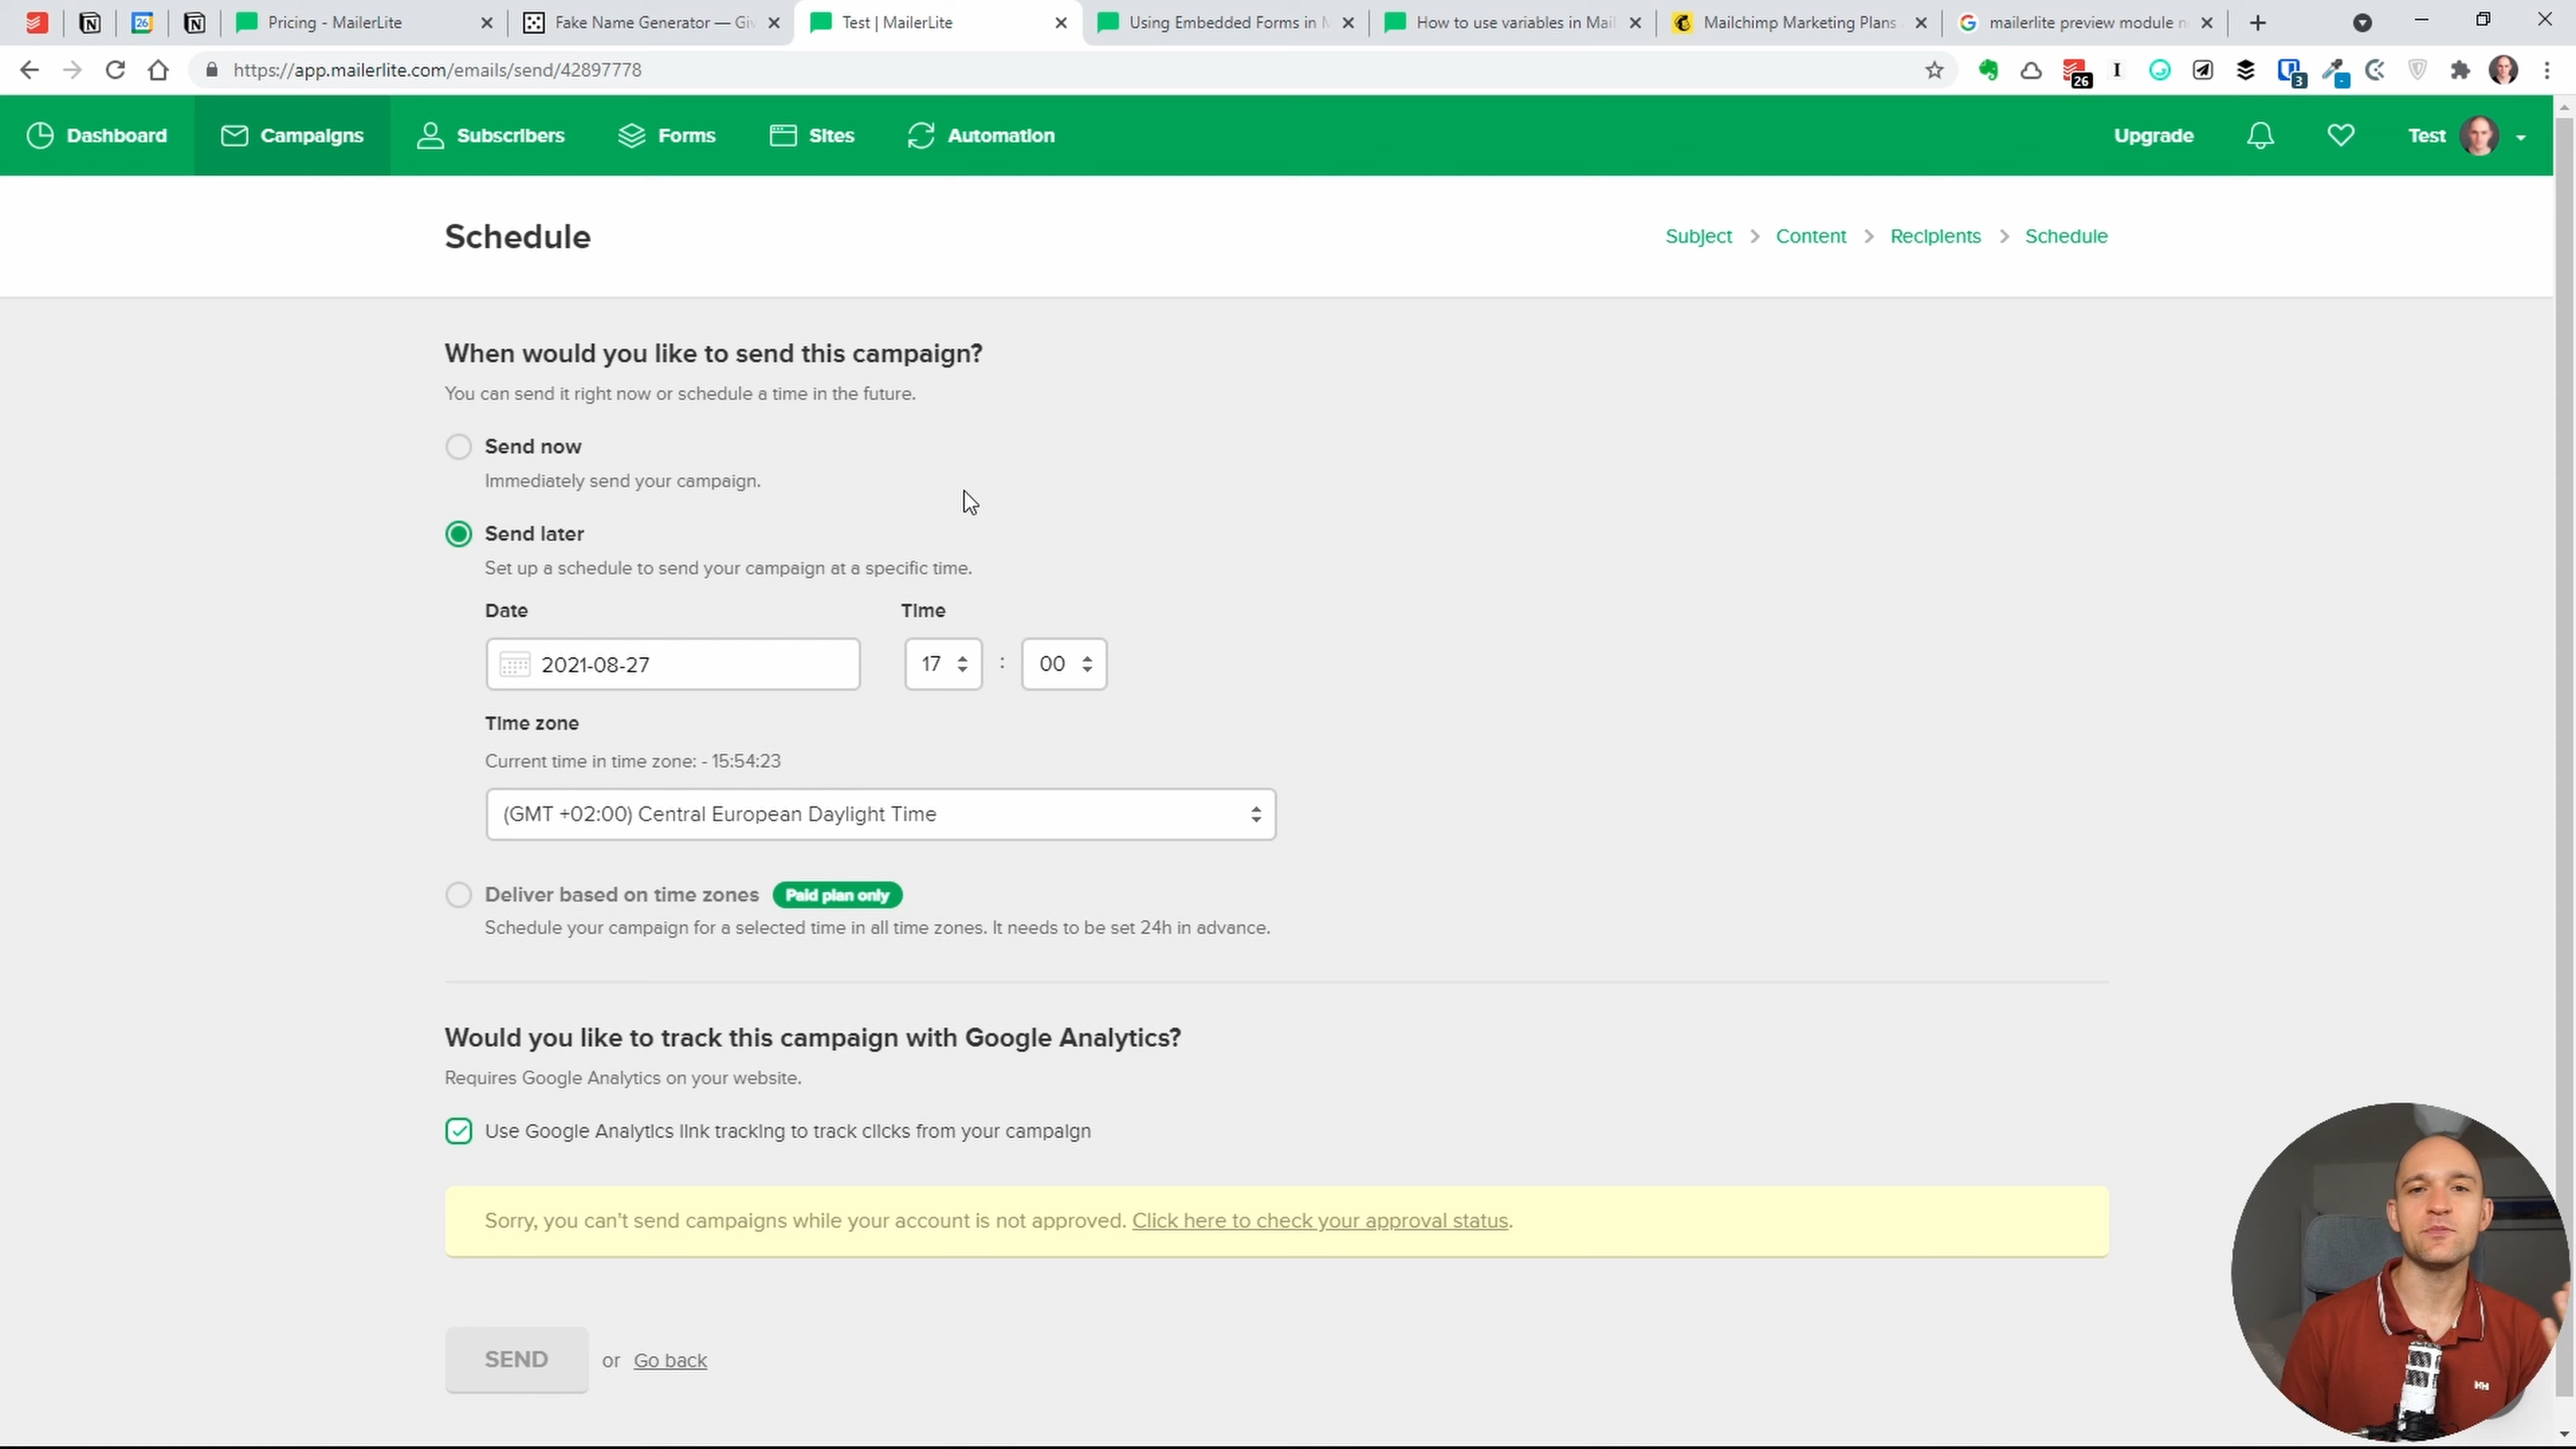 Pricing - MailerLite
Fake Name Generator — Giv
Test | MailerLite
Using Embedded Forms in M
How to use variables in Mail
Mailchimp Marketing Plans
mailerlite preview module n
https://app.mailerlite.com/emails/send/42897778
26
3
Dashboard
Campaigns
Subscribers
Forms
Sites
Automation
Upgrade
Test
Schedule
Subject > Content > Recipients > Schedule
When would you like to send this campaign?
You can send it right now or schedule a time in the future.
Send now
Immediately send your campaign.
Send later
Set up a schedule to send your campaign at a specific time.
Date Time
2021-08-27 17 : 00
Time zone
Current time in time zone: - 15:54:23
(GMT +02:00) Central European Daylight Time
Deliver based on time zones Paid plan only
Schedule your campaign for a selected time in all time zones. It needs to be set 24h in advance.
Would you like to track this campaign with Google Analytics?
Requires Google Analytics on your website.
Use Google Analytics link tracking to track clicks from your campaign
Sorry, you can't send campaigns while your account is not approved. Click here to check your approval status.
SEND or Go back
HH